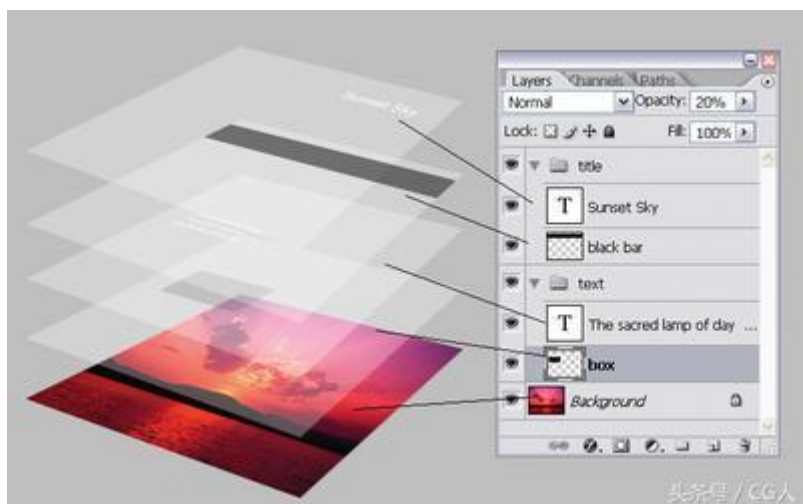 Sunset Sky
Layers Channels Paths
Normal Opacity: 20%
Lock: Fill: 100%
title
T Sunset Sky
black bar
text
T The sacred lamp of day ...
box
Background
头条号 / CG人